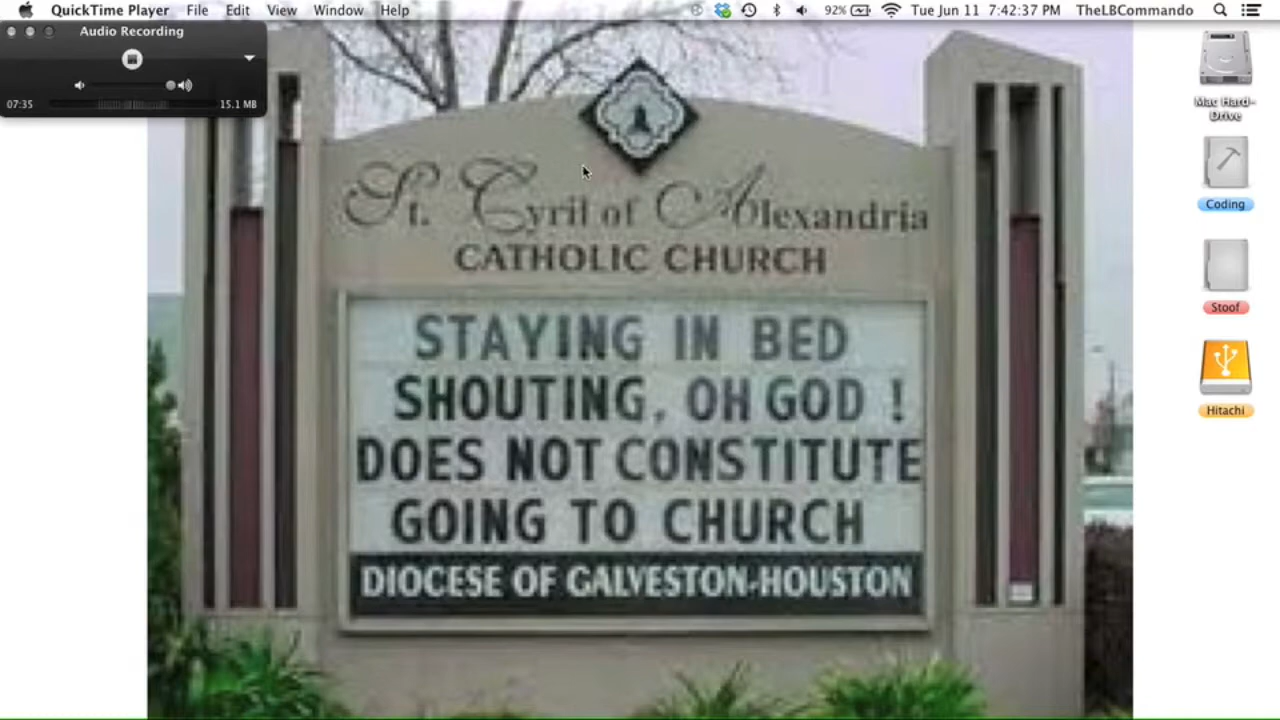 QuickTime Player File Edit View Window Help 92% Tue Jun 11 7:42:37 PM TheLBCommando
Audio Recording
07:35 15.1 MB
St. Cyril of Alexandria
CATHOLIC CHURCH
STAYING IN BED
SHOUTING, OH GOD !
DOES NOT CONSTITUTE
GOING TO CHURCH
DIOCESE OF GALVESTON-HOUSTON
Mac Hard-
Drive
Coding
Stoof
Hitachi